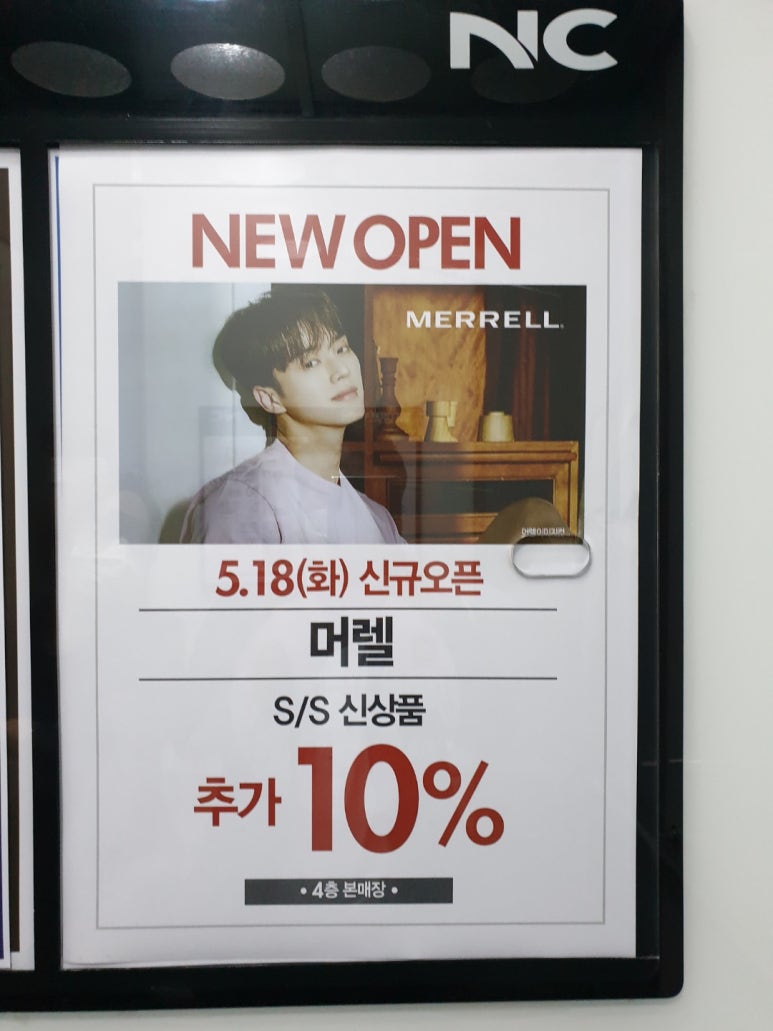 NC
NEW OPEN
MERRELL
5.18(화) 신규오픈
머렐
S/S 신상품
추가 10%
• 4층 본매장 •